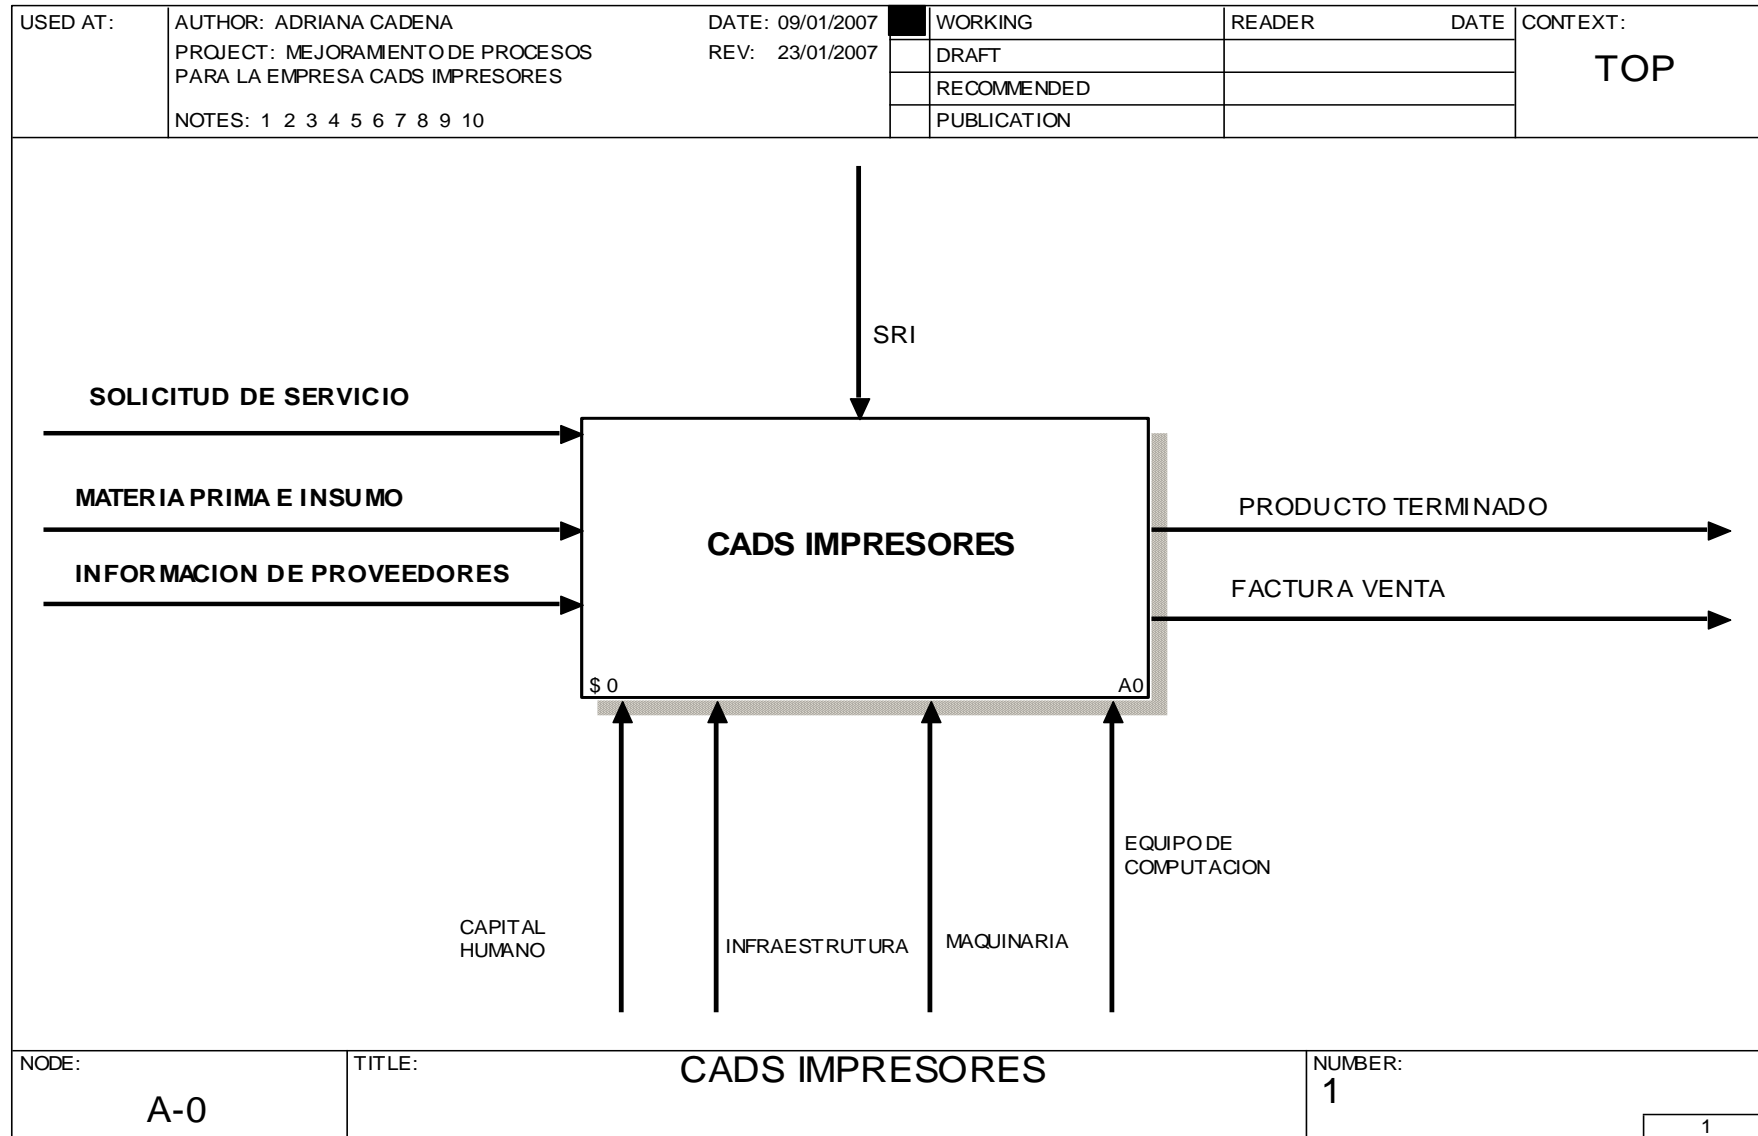 USED AT:
AUTHOR: ADRIANA CADENA
DATE: 09/01/2007
WORKING
READER
DATE
CONTEXT:
PROJECT: MEJORAMIENTO DE PROCESOS
REV: 23/01/2007
DRAFT
TOP
PARA LA EMPRESA CADS IMPRESORES
RECOMMENDED
NOTES: 1 2 3 4 5 6 7 8 9 10
PUBLICATION
SRI
SOLICITUD DE SERVICIO
MATERIA PRIMA E INSUMO
INFORMACION DE PROVEEDORES
CADS IMPRESORES
$ 0
A0
PRODUCTO TERMINADO
FACTURA VENTA
CAPITAL
HUMANO
INFRAESTRUTURA
MAQUINARIA
EQUIPO DE
COMPUTACION
NODE:
A-0
TITLE:
CADS IMPRESORES
NUMBER:
1
1